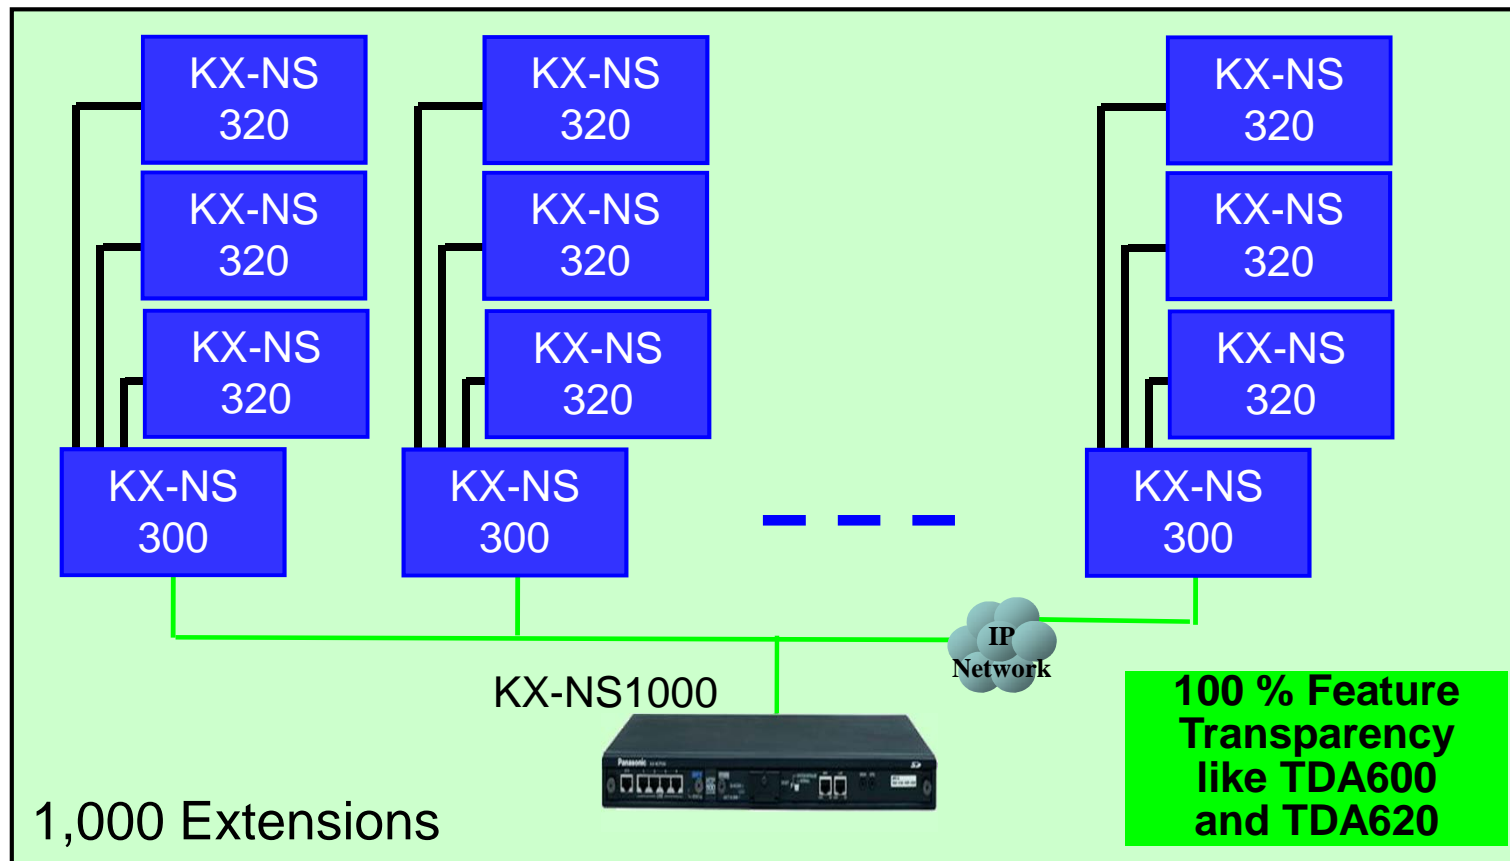 KX-NS
320
KX-NS
320
KX-NS
320
KX-NS
320
KX-NS
320
KX-NS
320
KX-NS
320
KX-NS
320
KX-NS
320
KX-NS
300
KX-NS
300
KX-NS
300
IP
Network
KX-NS1000
Panasonic
1,000 Extensions
100 % Feature
Transparency
like TDA600
and TDA620